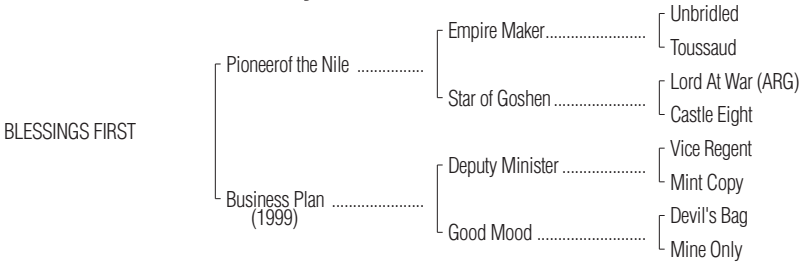 Unbridled
Empire Maker........................
Toussaud
Pioneerof the Nile ................
Lord At War (ARG)
Star of Goshen ......................
Castle Eight
BLESSINGS FIRST
Vice Regent
Deputy Minister ....................
Mint Copy
Business Plan ......................
(1999)
Devil's Bag
Good Mood ..........................
Mine Only